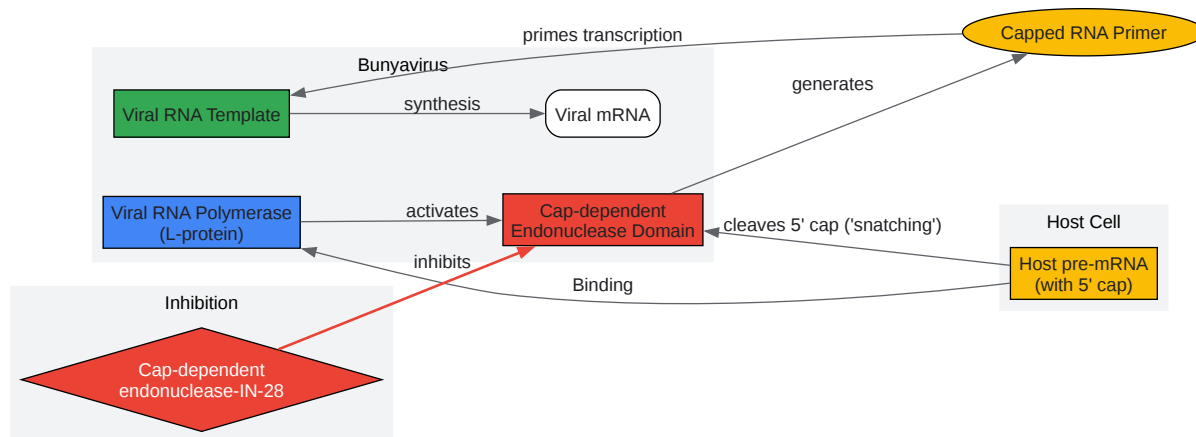 primes transcription
Capped RNA Primer
Bunyavirus
generates
Viral RNA Template
synthesis
Viral mRNA
Viral RNA Polymerase
(L-protein)
activates
Cap-dependent
Endonuclease Domain
cleaves 5' cap ('snatching')
Host Cell
Host pre-mRNA
(with 5' cap)
inhibits
Binding
Inhibition
Cap-dependent
endonuclease-IN-28